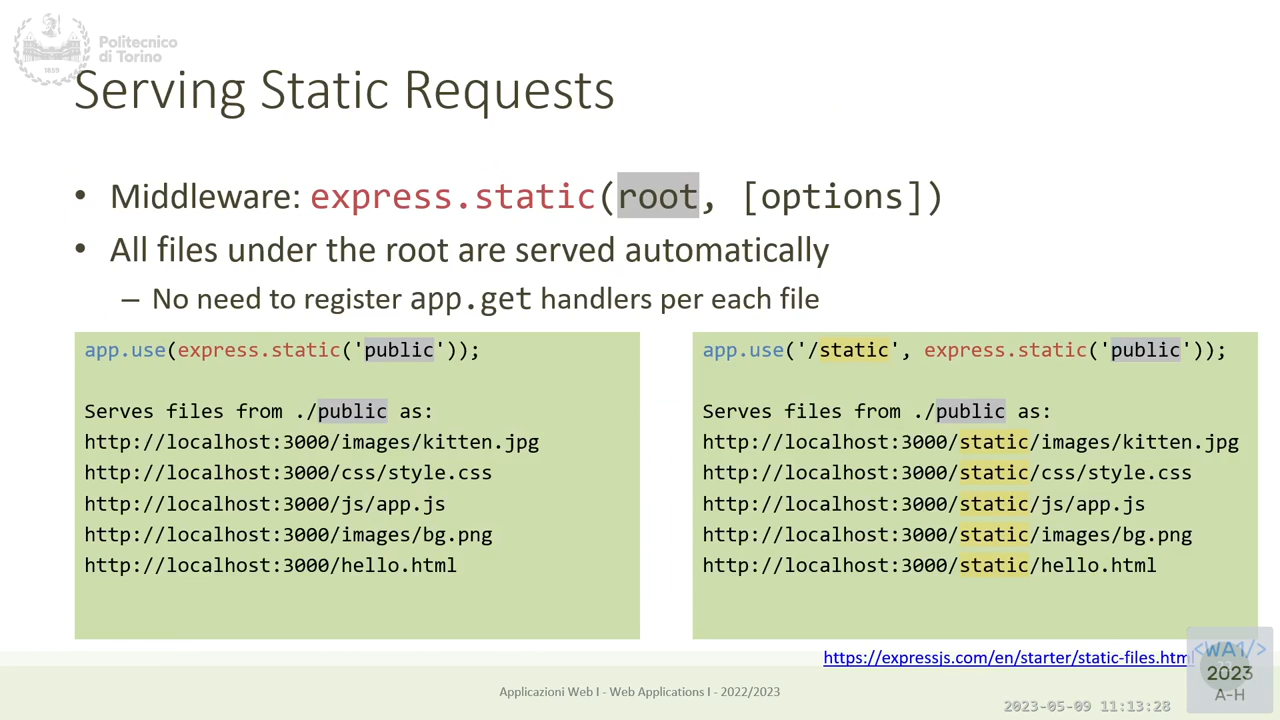 Politecnico
di Torino
Serving Static Requests
• Middleware: express.static(root, [options])
• All files under the root are served automatically
– No need to register app.get handlers per each file
app.use(express.static('public'));
Serves files from ./public as:
http://localhost:3000/images/kitten.jpg
http://localhost:3000/css/style.css
http://localhost:3000/js/app.js
http://localhost:3000/images/bg.png
http://localhost:3000/hello.html
app.use('/static', express.static('public'));
Serves files from ./public as:
http://localhost:3000/static/images/kitten.jpg
http://localhost:3000/static/css/style.css
http://localhost:3000/static/js/app.js
http://localhost:3000/static/images/bg.png
http://localhost:3000/static/hello.html
https://expressjs.com/en/starter/static-files.html
Applicazioni Web I - Web Applications I - 2022/2023
<WA1/>
2023
A-H
2023-05-09 11:13:28